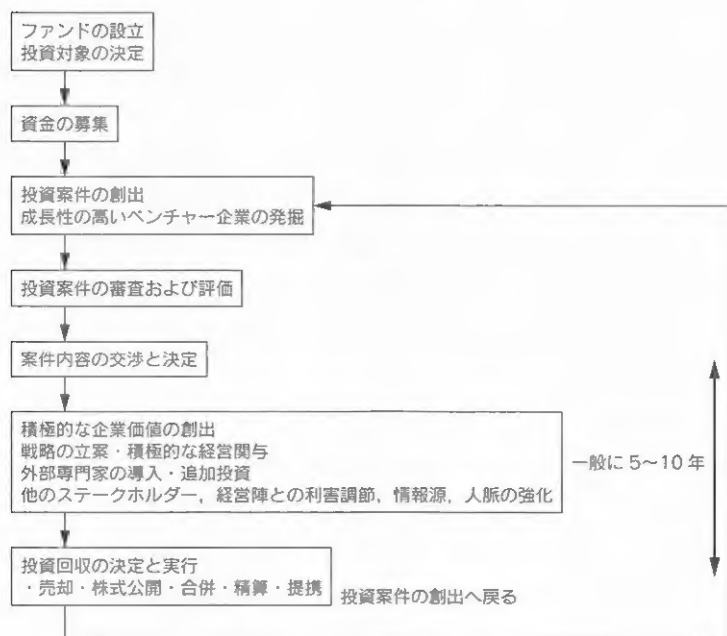 ファンドの設立
投資対象の決定
資金の募集
投資案件の創出
成長性の高いベンチャー企業の発掘
投資案件の審査および評価
案件内容の交渉と決定
積極的な企業価値の創出
戦略の立案・積極的な経営関与
外部専門家の導入・追加投資
他のステークホルダー，経営陣との利害調節，情報源，人脈の強化
一般に 5〜10 年
投資回収の決定と実行
・売却・株式公開・合併・精算・提携
投資案件の創出へ戻る